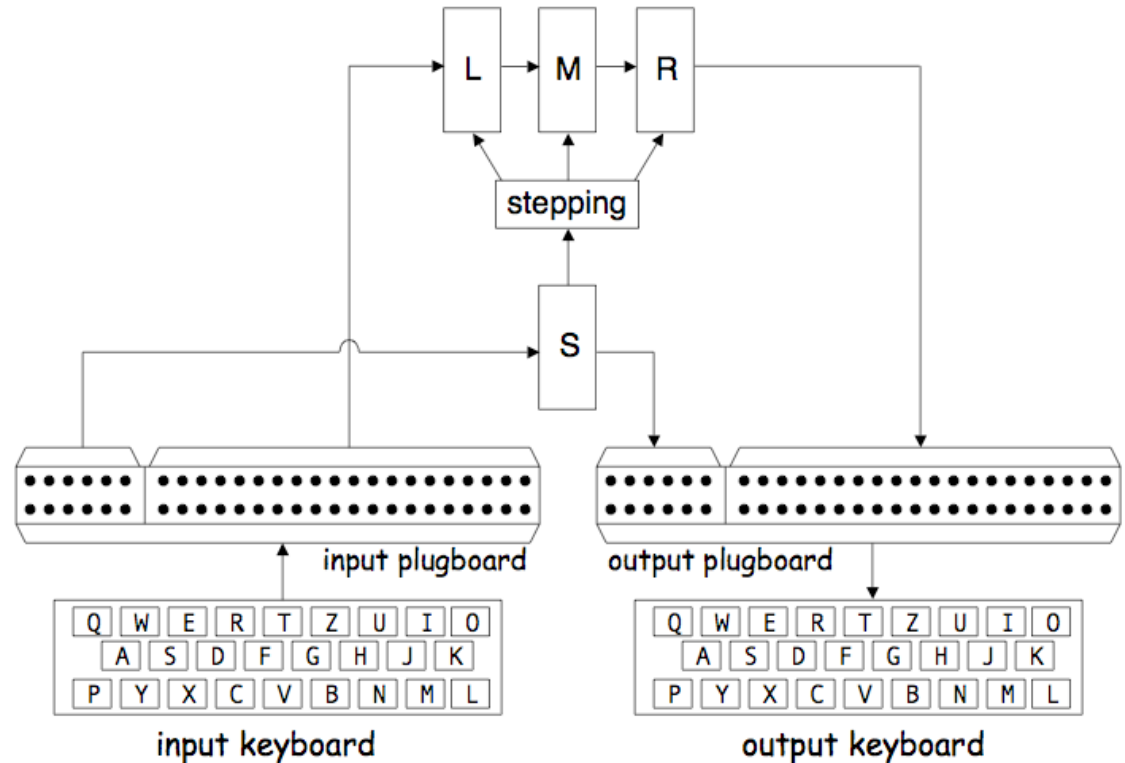 L M R
stepping
S
input plugboard
output plugboard
Q W E R T Z U I O
A S D F G H J K
P Y X C V B N M L
input keyboard
Q W E R T Z U I O
A S D F G H J K
P Y X C V B N M L
output keyboard